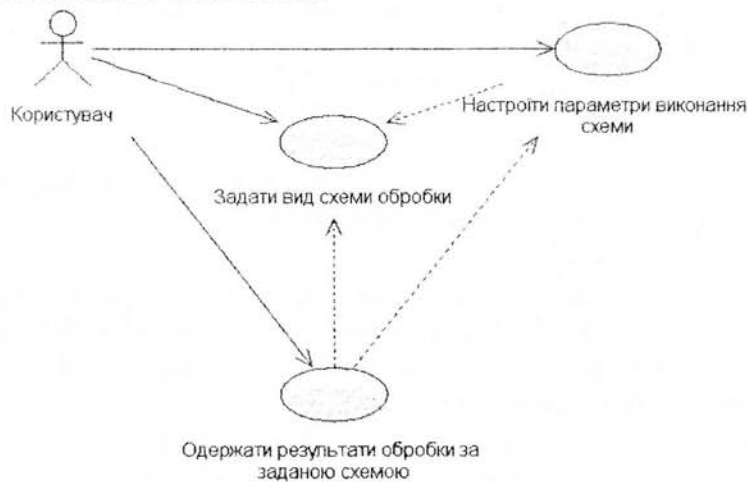 Користувач
Настроїти параметри виконання
схеми
Задати вид схеми обробки
Одержати результати обробки за
заданою схемою